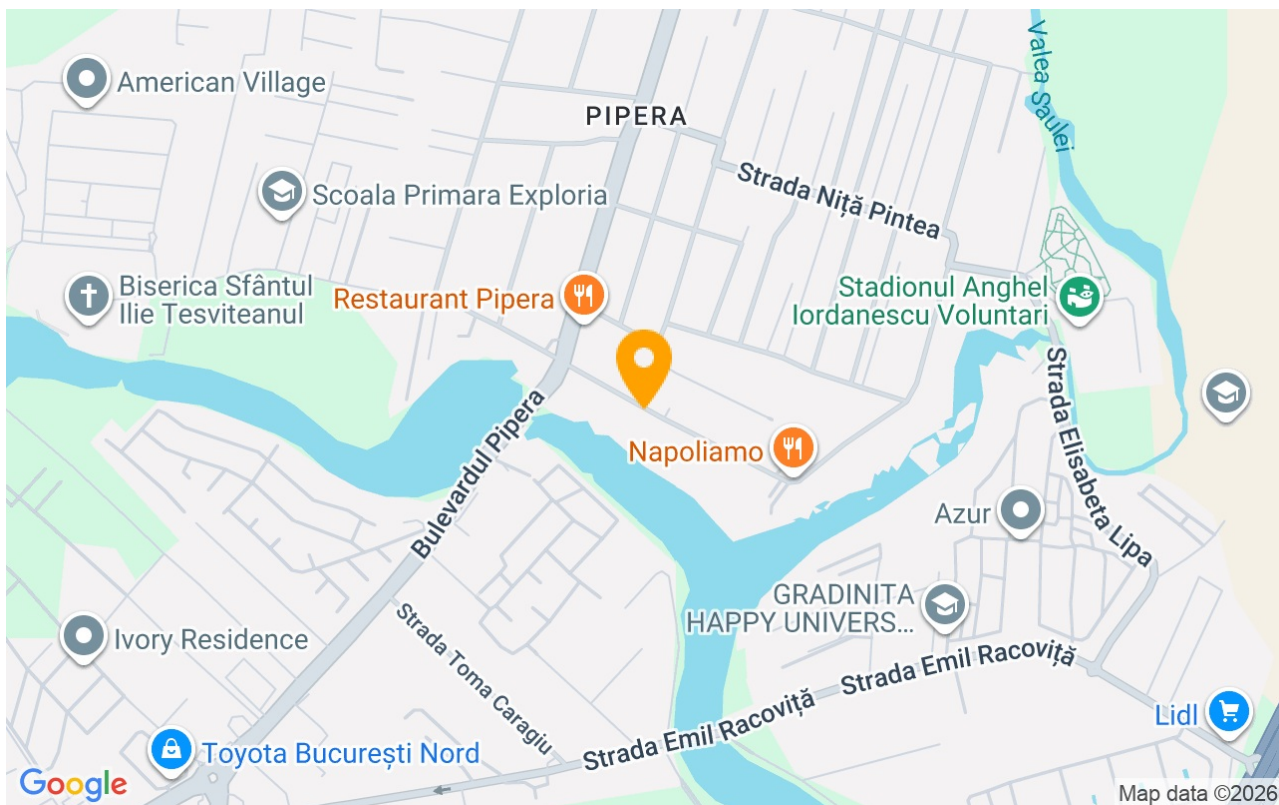 American Village
PIPERA
Valea Saulei
Strada Niță Pintea
Scoala Primara Exploria
Biserica Sfântul
Ilie Tesviteanul
Restaurant Pipera
Stadionul Anghel
Iordanescu Voluntari
Strada Elisabeta Lipa
Bulevardul Pipera
Napoliamo
Azur
GRADINITA
HAPPY UNIVERS...
Ivory Residence
Strada Toma Caragiu
Strada Emil Racoviță
Strada Emil Racoviță
Lidl
Toyota București Nord
Google
Map data ©2026